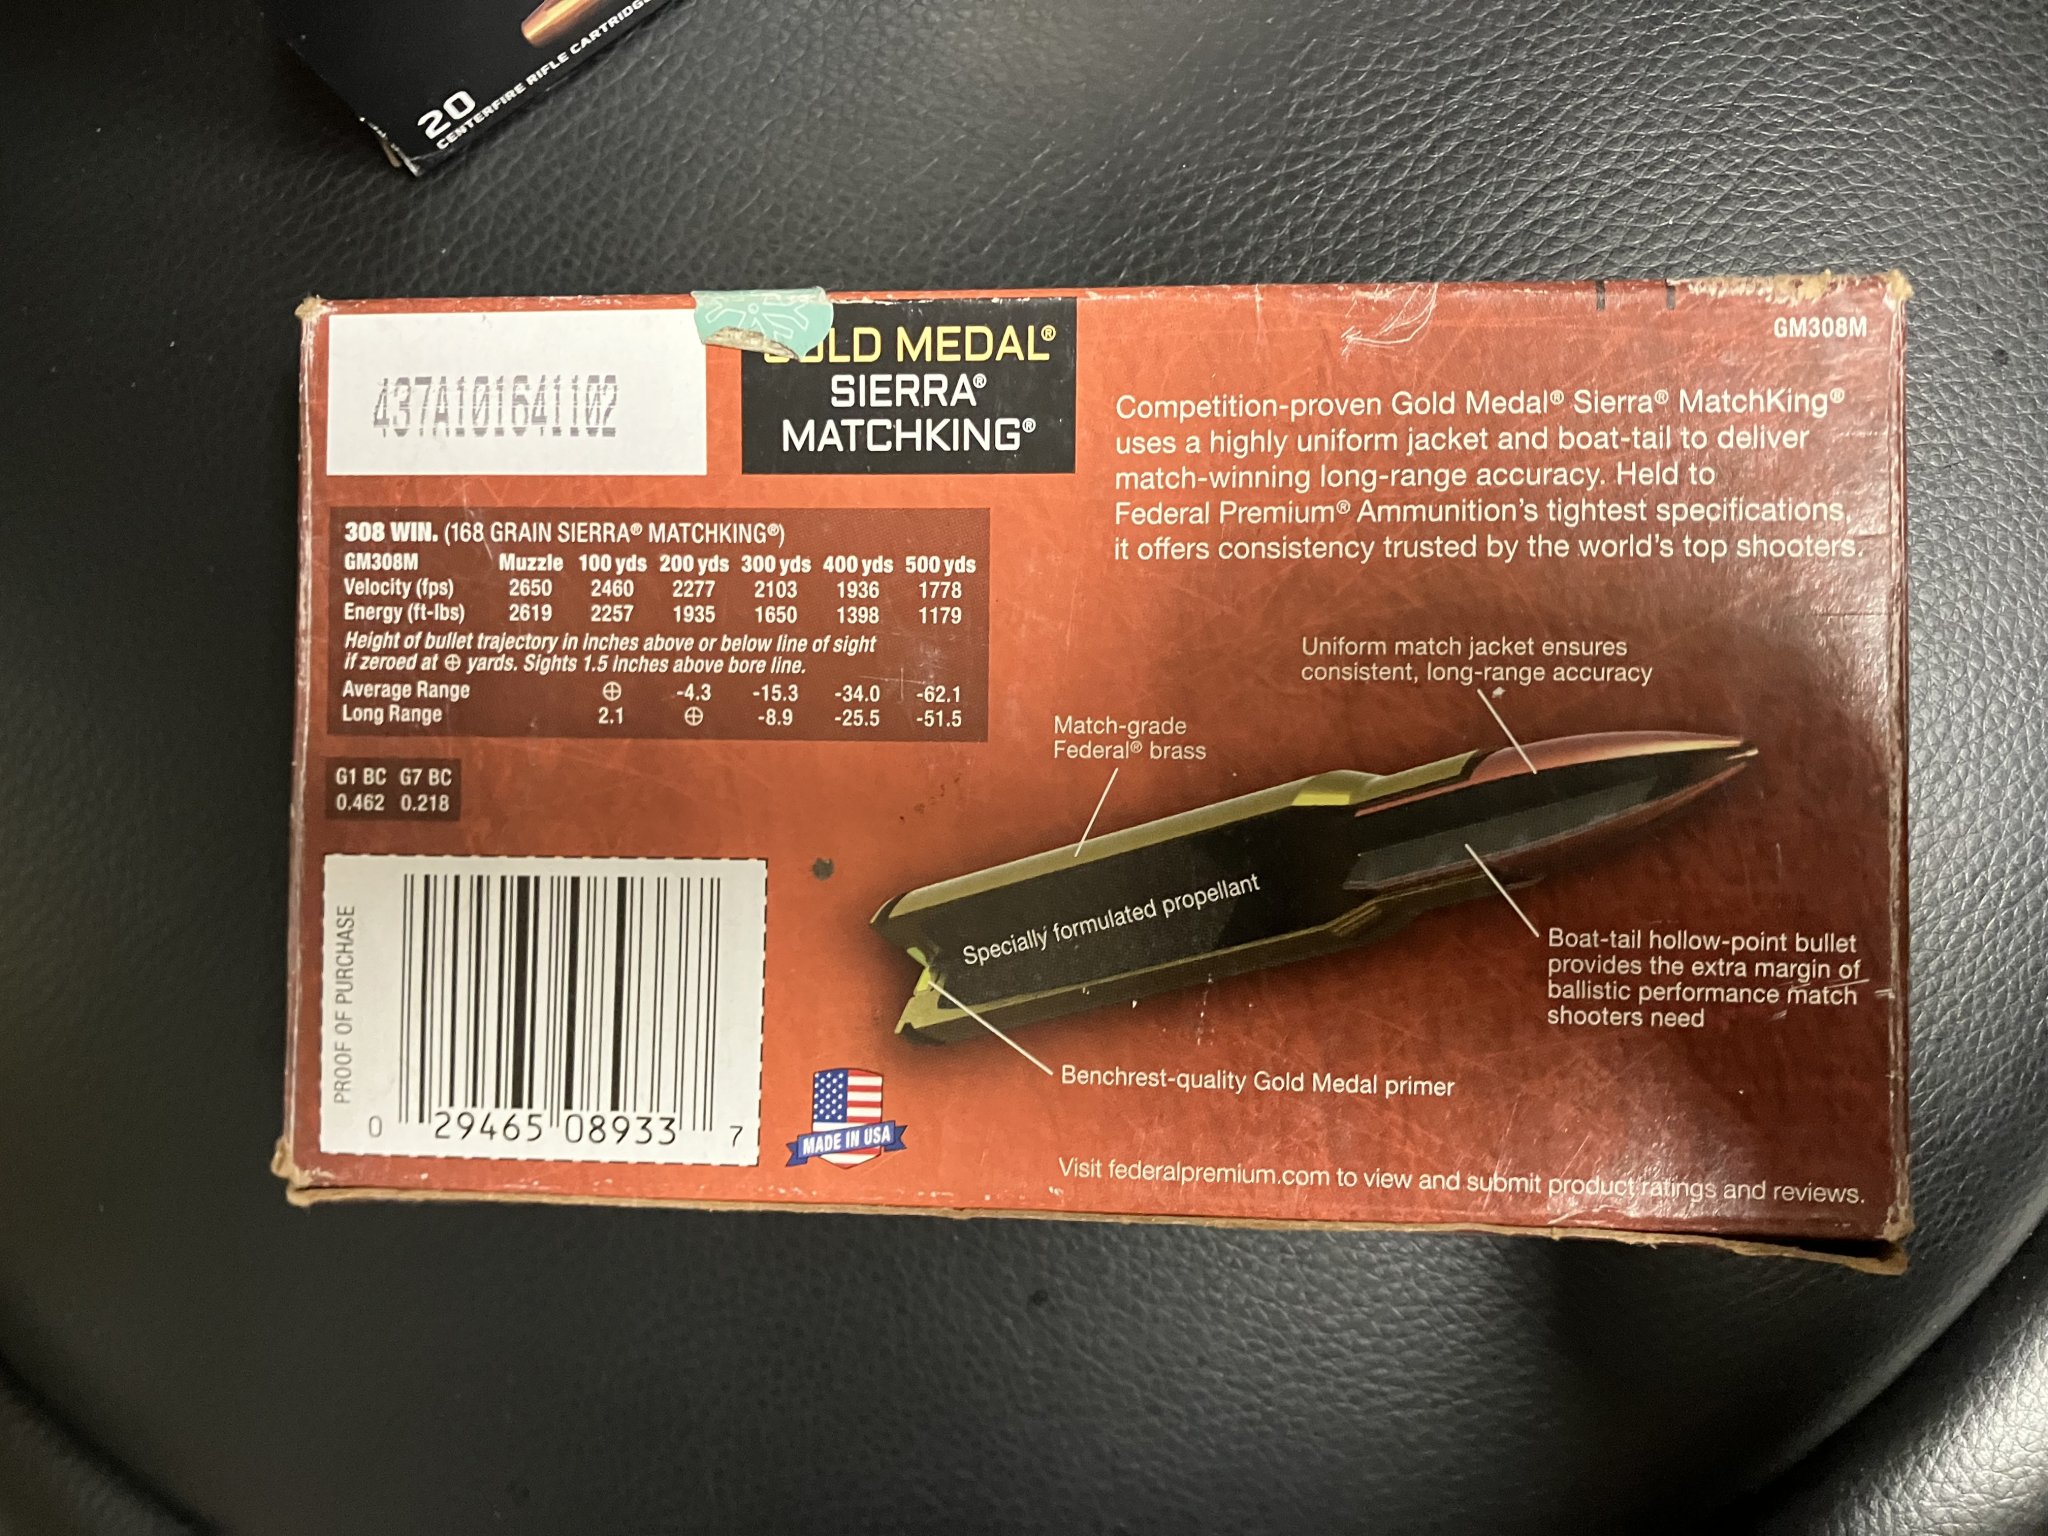 20
CENTERFIRE RIFLE
437A101641102
MEDAL®
SIERRA®
MATCHKING®
GM308M
Competition-proven Gold Medal® Sierra® MatchKing®
uses a highly uniform jacket and boat-tail to deliver
match-winning long-range accuracy. Held to
Federal Premium® Ammunition's tightest specifications,
it offers consistency trusted by the world's top shooters.
308 WIN. (168 GRAIN SIERRA® MATCHKING®)
GM308M Muzzle 100 yds 200 yds 300 yds 400 yds 500 yds
Velocity (fps) 2650 2460 2277 2103 1936 1778
Energy (ft-lbs) 2619 2257 1935 1650 1398 1179
Height of bullet trajectory in inches above or below line of sight
if zeroed at ⊕ yards. Sights 1.5 inches above bore line.
Average Range ⊕ -4.3 -15.3 -34.0 -62.1
Long Range 2.1 ⊕ -8.9 -25.5 -51.5
G1 BC G7 BC
0.462 0.218
Uniform match jacket ensures
consistent, long-range accuracy
Match-grade
Federal® brass
Specially formulated propellant
Boat-tail hollow-point bullet
provides the extra margin of
ballistic performance match
shooters need
Benchrest-quality Gold Medal primer
PROOF OF PURCHASE
0 29465 08933 7
MADE IN USA
Visit federalpremium.com to view and submit product ratings and reviews.